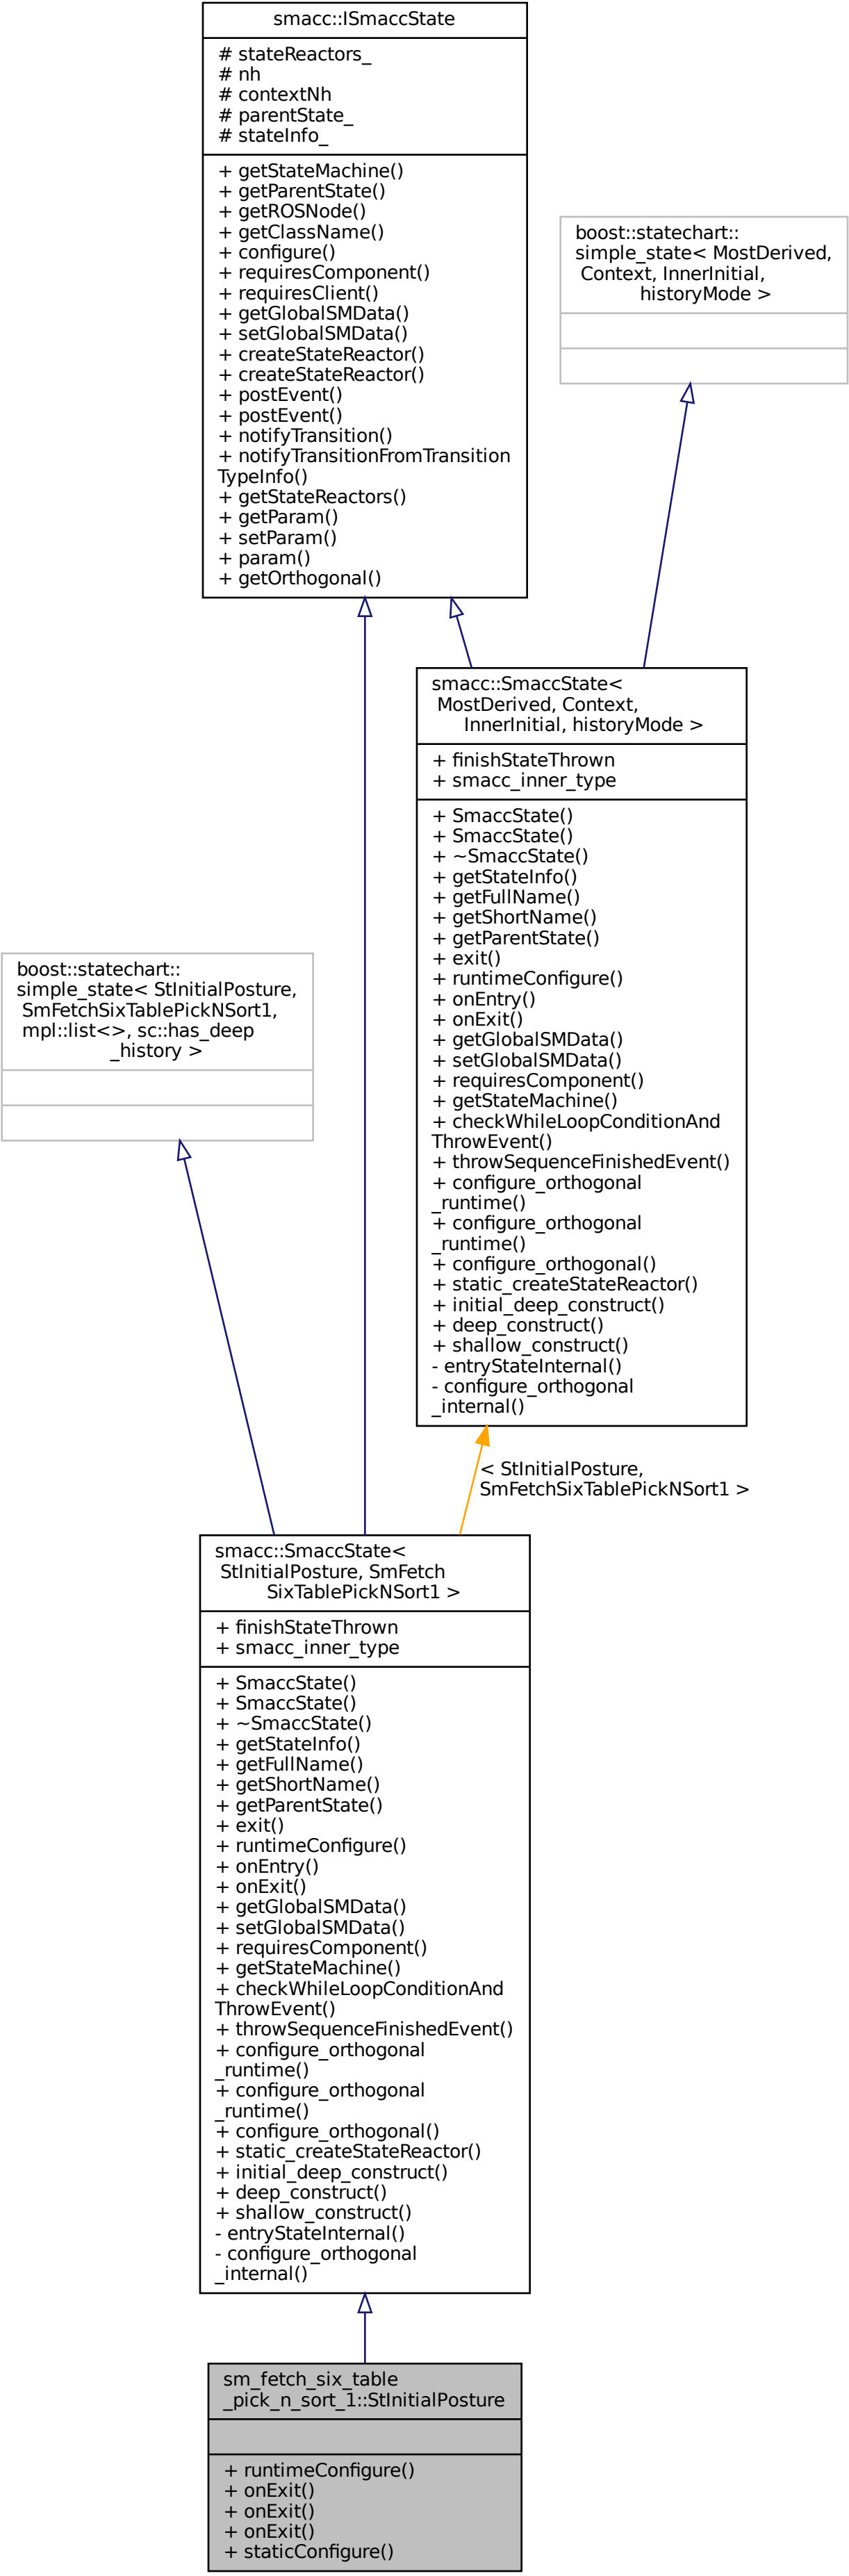 smacc::ISmaccState
# stateReactors_
# nh
# contextNh
# parentState_
# stateInfo_
+ getStateMachine()
+ getParentState()
+ getROSNode()
+ getClassName()
+ configure()
+ requiresComponent()
+ requiresClient()
+ getGlobalSMData()
+ setGlobalSMData()
+ createStateReactor()
+ createStateReactor()
+ postEvent()
+ postEvent()
+ notifyTransition()
+ notifyTransitionFromTransition
TypeInfo()
+ getStateReactors()
+ getParam()
+ setParam()
+ param()
+ getOrthogonal()
boost::statechart::
simple_state< MostDerived,
Context, InnerInitial,
historyMode >
smacc::SmaccState<
MostDerived, Context,
InnerInitial, historyMode >
+ finishStateThrown
+ smacc_inner_type
+ SmaccState()
+ SmaccState()
+ ~SmaccState()
+ getStateInfo()
+ getFullName()
+ getShortName()
+ getParentState()
+ exit()
+ runtimeConfigure()
+ onEntry()
+ onExit()
+ getGlobalSMData()
+ setGlobalSMData()
+ requiresComponent()
+ getStateMachine()
+ checkWhileLoopConditionAnd
ThrowEvent()
+ throwSequenceFinishedEvent()
+ configure_orthogonal
_runtime()
+ configure_orthogonal
_runtime()
+ configure_orthogonal()
+ static_createStateReactor()
+ initial_deep_construct()
+ deep_construct()
+ shallow_construct()
- entryStateInternal()
- configure_orthogonal
_internal()
boost::statechart::
simple_state< StInitialPosture,
SmFetchSixTablePickNSort1,
mpl::list<>, sc::has_deep
_history >
< StInitialPosture,
SmFetchSixTablePickNSort1 >
smacc::SmaccState<
StInitialPosture, SmFetch
SixTablePickNSort1 >
+ finishStateThrown
+ smacc_inner_type
+ SmaccState()
+ SmaccState()
+ ~SmaccState()
+ getStateInfo()
+ getFullName()
+ getShortName()
+ getParentState()
+ exit()
+ runtimeConfigure()
+ onEntry()
+ onExit()
+ getGlobalSMData()
+ setGlobalSMData()
+ requiresComponent()
+ getStateMachine()
+ checkWhileLoopConditionAnd
ThrowEvent()
+ throwSequenceFinishedEvent()
+ configure_orthogonal
_runtime()
+ configure_orthogonal
_runtime()
+ configure_orthogonal()
+ static_createStateReactor()
+ initial_deep_construct()
+ deep_construct()
+ shallow_construct()
- entryStateInternal()
- configure_orthogonal
_internal()
sm_fetch_six_table
_pick_n_sort_1::StInitialPosture
+ runtimeConfigure()
+ onExit()
+ onExit()
+ onExit()
+ staticConfigure()